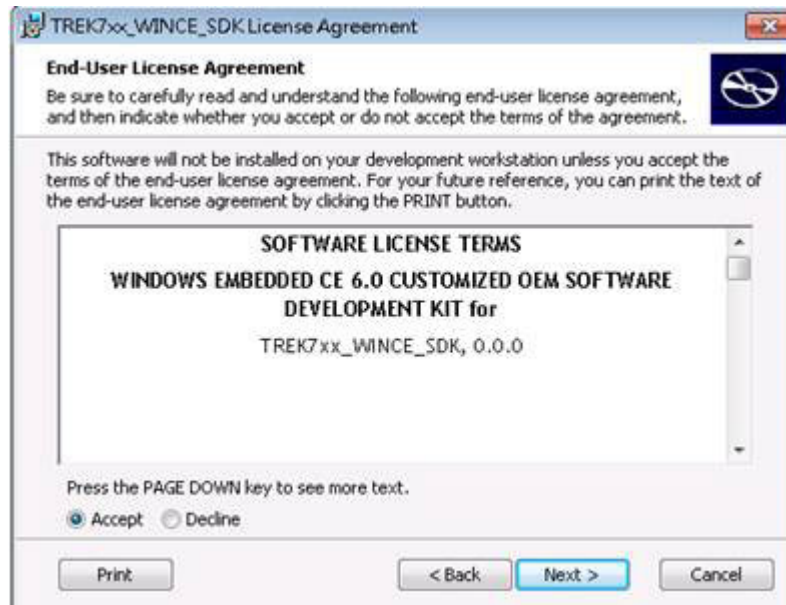 TREK7xx_WINCE_SDK License Agreement
End-User License Agreement
Be sure to carefully read and understand the following end-user license agreement,
and then indicate whether you accept or do not accept the terms of the agreement.
This software will not be installed on your development workstation unless you accept the
terms of the end-user license agreement. For your future reference, you can print the text of
the end-user license agreement by clicking the PRINT button.
SOFTWARE LICENSE TERMS
WINDOWS EMBEDDED CE 6.0 CUSTOMIZED OEM SOFTWARE
DEVELOPMENT KIT for
TREK7xx_WINCE_SDK, 0.0.0
Press the PAGE DOWN key to see more text.
Accept Decline
Print < Back Next > Cancel